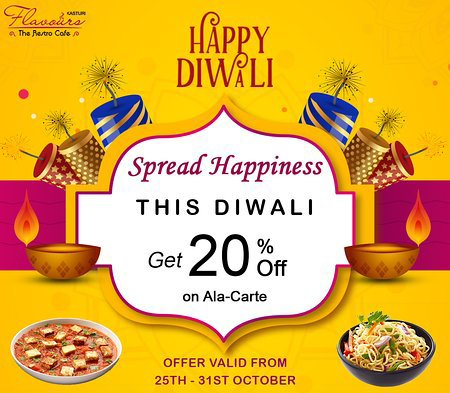 KASTURI
Flavours
The Restro Cafe
HAPPY
DIWALI
Spread Happiness
THIS DIWALI
Get 20% Off
on Ala-Carte
OFFER VALID FROM
25TH - 31ST OCTOBER